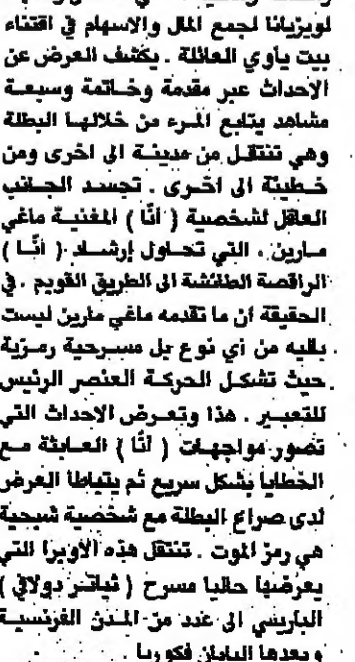 لويزيانا لجمع المال والاسهام في اقتناء
بيت ياوي العائلة . يكشف العرض عن
الاحداث عبر مقدمة وخاتمة وسبعة
مشاهد يتابع المرء من خلالها البطلة
وهي تنتقل من مدينة الى اخرى ومن
خطيئة الى اخرى . تجسد الجانب
العاقل لشخصية ( أنّا ) المغنية ماغي
مارين . التي تحاول إرشاد ( أنّا )
الراقصة الطائشة الى الطريق القويم . في
الحقيقة أن ما تقدمه ماغي مارين ليست
باليه من أي نوع بل مسرحية رمزية
حيث تشكل الحركة العنصر الرئيس
للتعبير . هذا وتعرض الاحداث التي
تصور مواجهات ( أنّا ) العابثة مع
الخطايا بشكل سريع ثم يتباطا العرض
لدى صراع البطلة مع شخصية شبحية
هي رمز الموت . تنتقل هذه الأوبرا التي
يعرضها حاليا مسرح ( ثياتر دولاڤي )
الباريسي الى عدد من المدن الفرنسية
وبعدها اليابان فكوريا .